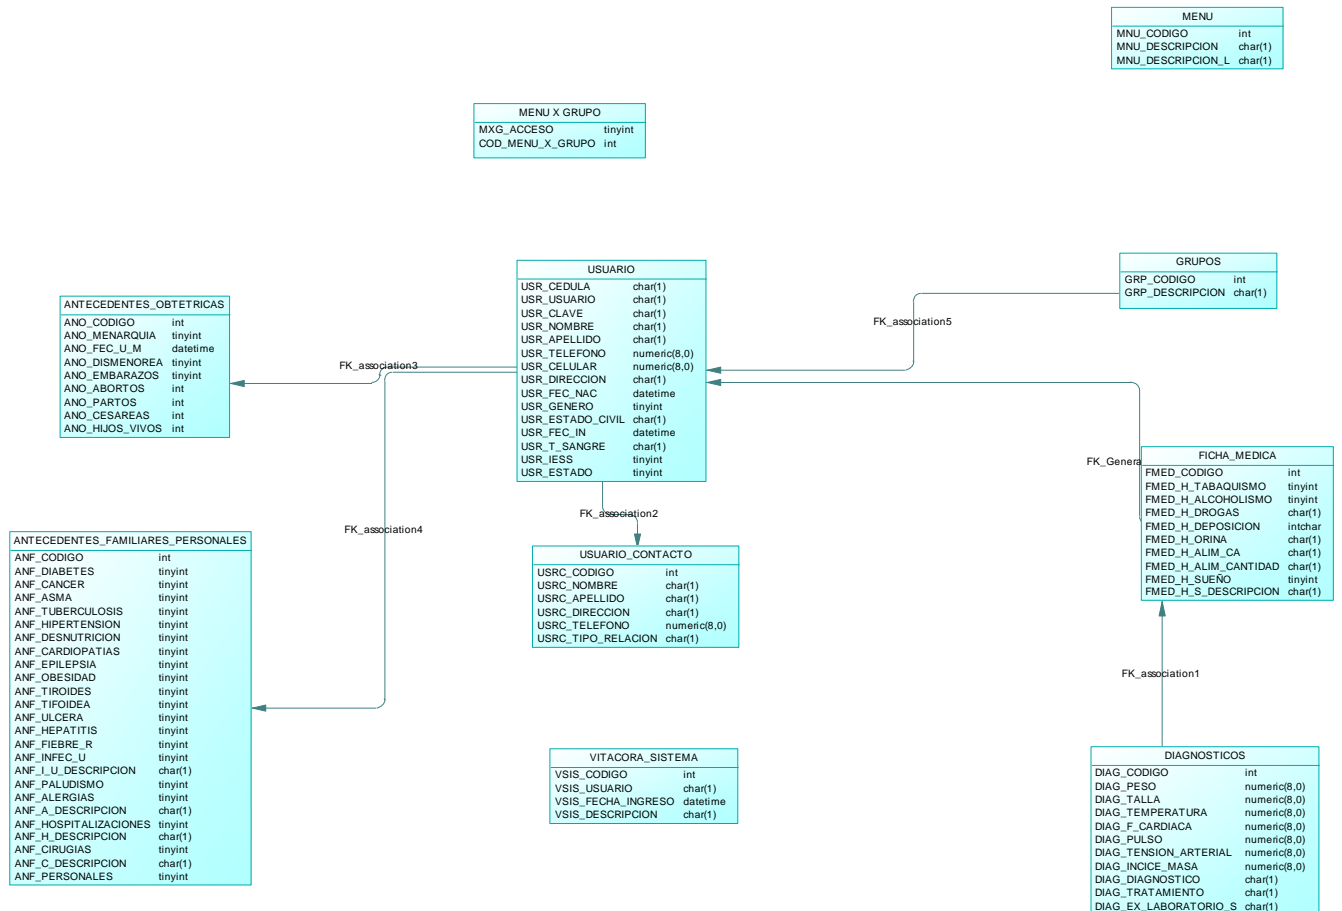 MENU
MNU_CODIGO int
MNU_DESCRIPCION char(1)
MNU_DESCRIPCION_L char(1)
MENU X GRUPO
MXG_ACCESO tinyint
COD_MENU_X_GRUPO int
USUARIO
USR_CEDULA char(1)
USR_USUARIO char(1)
USR_CLAVE char(1)
USR_NOMBRE char(1)
USR_APELLIDO char(1)
USR_TELEFONO numeric(8,0)
USR_CELULAR numeric(8,0)
USR_DIRECCION char(1)
USR_FEC_NAC datetime
USR_GENERO tinyint
USR_ESTADO_CIVIL char(1)
USR_FEC_IN datetime
USR_T_SANGRE char(1)
USR_IESS tinyint
USR_ESTADO tinyint
GRUPOS
GRP_CODIGO int
GRP_DESCRIPCION char(1)
FK_association5
ANTECEDENTES_OBTETRICAS
ANO_CODIGO int
ANO_MENARQUIA tinyint
ANO_FEC_U_M datetime
ANO_DISMENOREA tinyint
ANO_EMBARAZOS tinyint
ANO_ABORTOS int
ANO_PARTOS int
ANO_CESAREAS int
ANO_HIJOS_VIVOS int
FK_association3
FK_Genera
FICHA_MEDICA
FMED_CODIGO int
FMED_H_TABAQUISMO tinyint
FMED_H_ALCOHOLISMO tinyint
FMED_H_DROGAS char(1)
FMED_H_DEPOSICION intchar
FMED_H_ORINA char(1)
FMED_H_ALIM_CA char(1)
FMED_H_ALIM_CANTIDAD char(1)
FMED_H_SUEÑO tinyint
FMED_H_S_DESCRIPCION char(1)
FK_association2
FK_association4
ANTECEDENTES_FAMILIARES_PERSONALES
ANF_CODIGO int
ANF_DIABETES tinyint
ANF_CANCER tinyint
ANF_ASMA tinyint
ANF_TUBERCULOSIS tinyint
ANF_HIPERTENSION tinyint
ANF_DESNUTRICION tinyint
ANF_CARDIOPATIAS tinyint
ANF_EPILEPSIA tinyint
ANF_OBESIDAD tinyint
ANF_TIROIDES tinyint
ANF_TIFOIDEA tinyint
ANF_ULCERA tinyint
ANF_HEPATITIS tinyint
ANF_FIEBRE_R tinyint
ANF_INFEC_U tinyint
ANF_I_U_DESCRIPCION char(1)
ANF_PALUDISMO tinyint
ANF_ALERGIAS tinyint
ANF_A_DESCRIPCION char(1)
ANF_HOSPITALIZACIONES tinyint
ANF_H_DESCRIPCION char(1)
ANF_CIRUGIAS tinyint
ANF_C_DESCRIPCION char(1)
ANF_PERSONALES tinyint
USUARIO_CONTACTO
USRC_CODIGO int
USRC_NOMBRE char(1)
USRC_APELLIDO char(1)
USRC_DIRECCION char(1)
USRC_TELEFONO numeric(8,0)
USRC_TIPO_RELACION char(1)
FK_association1
VITACORA_SISTEMA
VSIS_CODIGO int
VSIS_USUARIO char(1)
VSIS_FECHA_INGRESO datetime
VSIS_DESCRIPCION char(1)
DIAGNOSTICOS
DIAG_CODIGO int
DIAG_PESO numeric(8,0)
DIAG_TALLA numeric(8,0)
DIAG_TEMPERATURA numeric(8,0)
DIAG_F_CARDIACA numeric(8,0)
DIAG_PULSO numeric(8,0)
DIAG_TENSION_ARTERIAL numeric(8,0)
DIAG_INCICE_MASA numeric(8,0)
DIAG_DIAGNOSTICO char(1)
DIAG_TRATAMIENTO char(1)
DIAG_EX_LABORATORIO_S char(1)